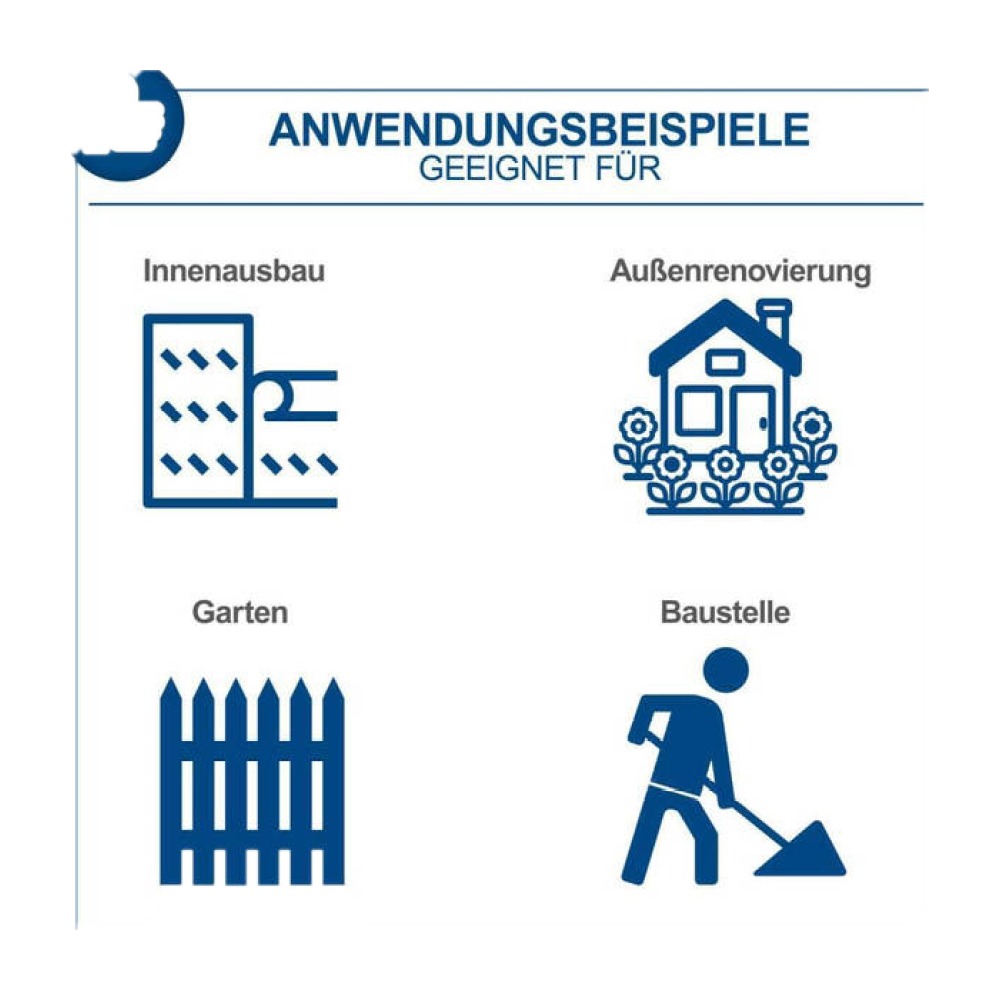 ANWENDUNGSBEISPIELE
GEEIGNET FÜR
Innenausbau
Außenrenovierung
Garten
Baustelle